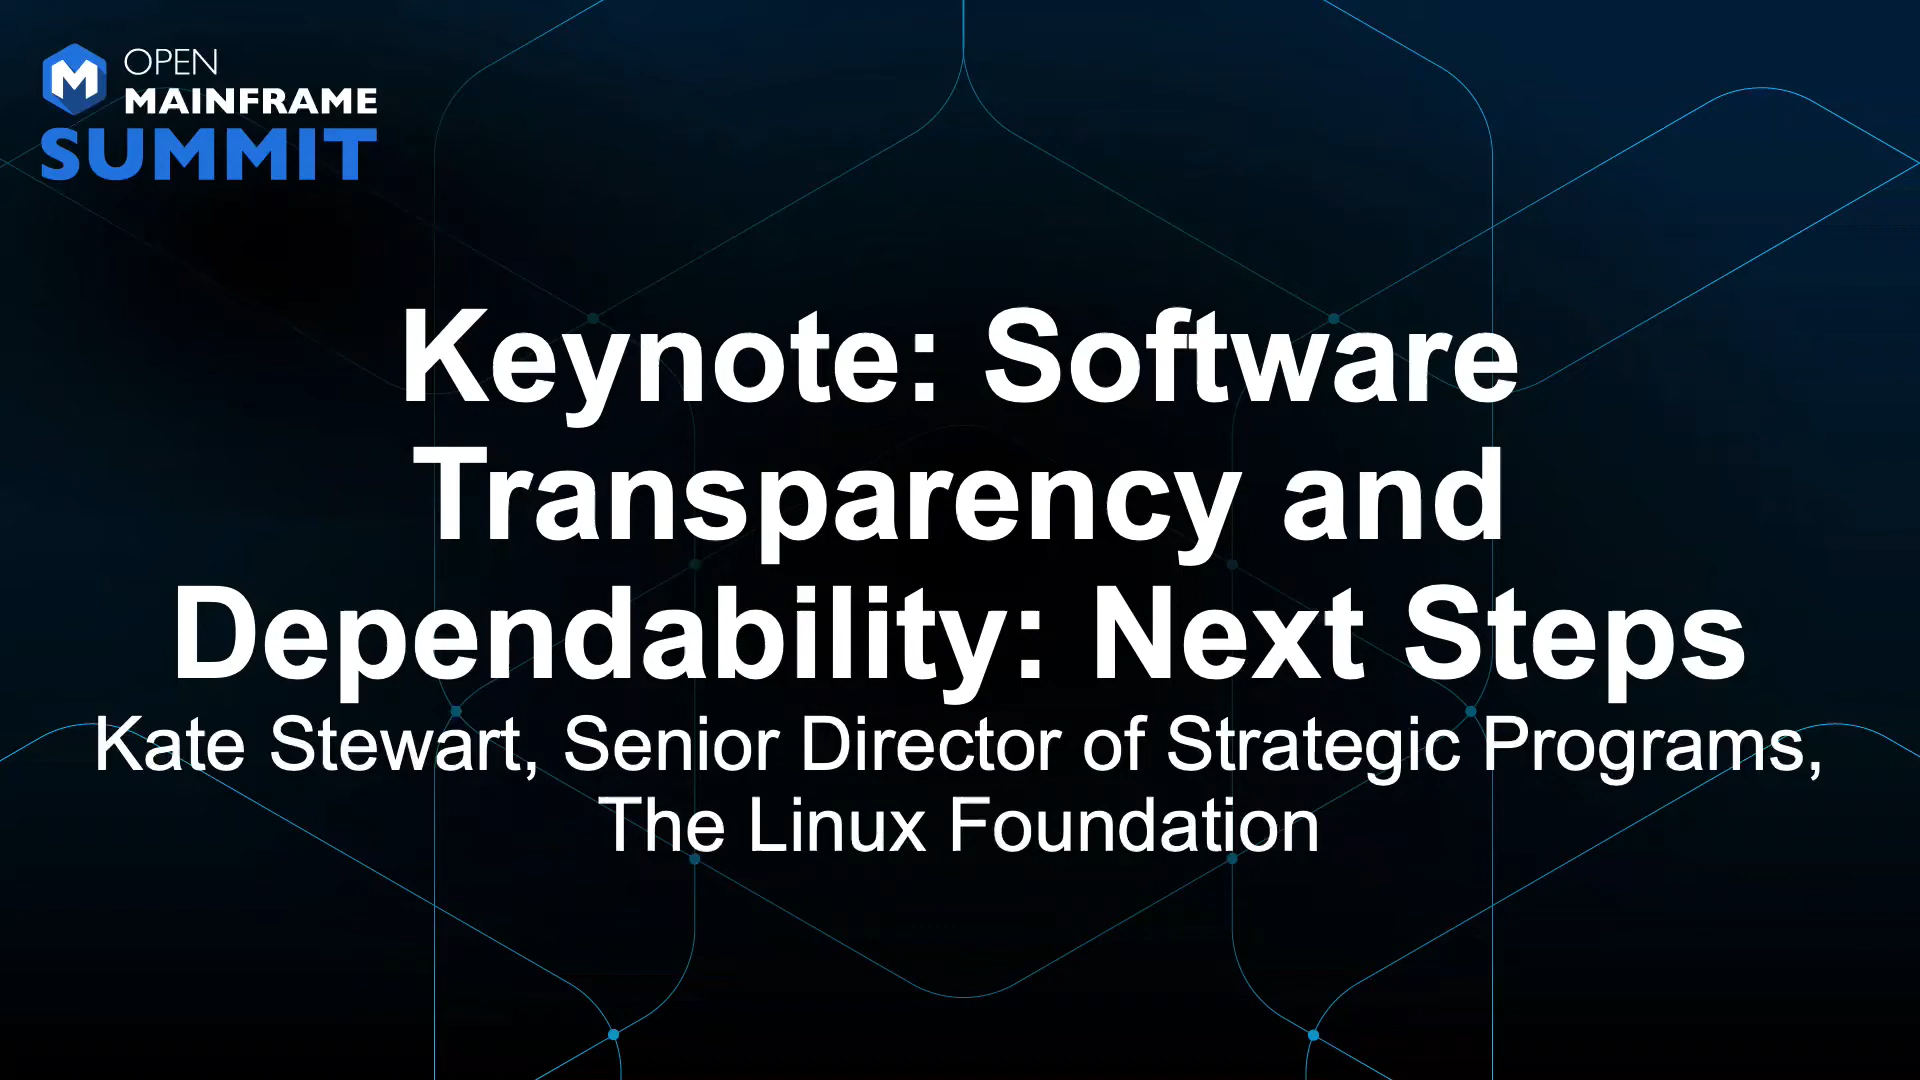 OPEN
MAINFRAME
SUMMIT
Keynote: Software
Transparency and
Dependability: Next Steps
Kate Stewart, Senior Director of Strategic Programs,
The Linux Foundation